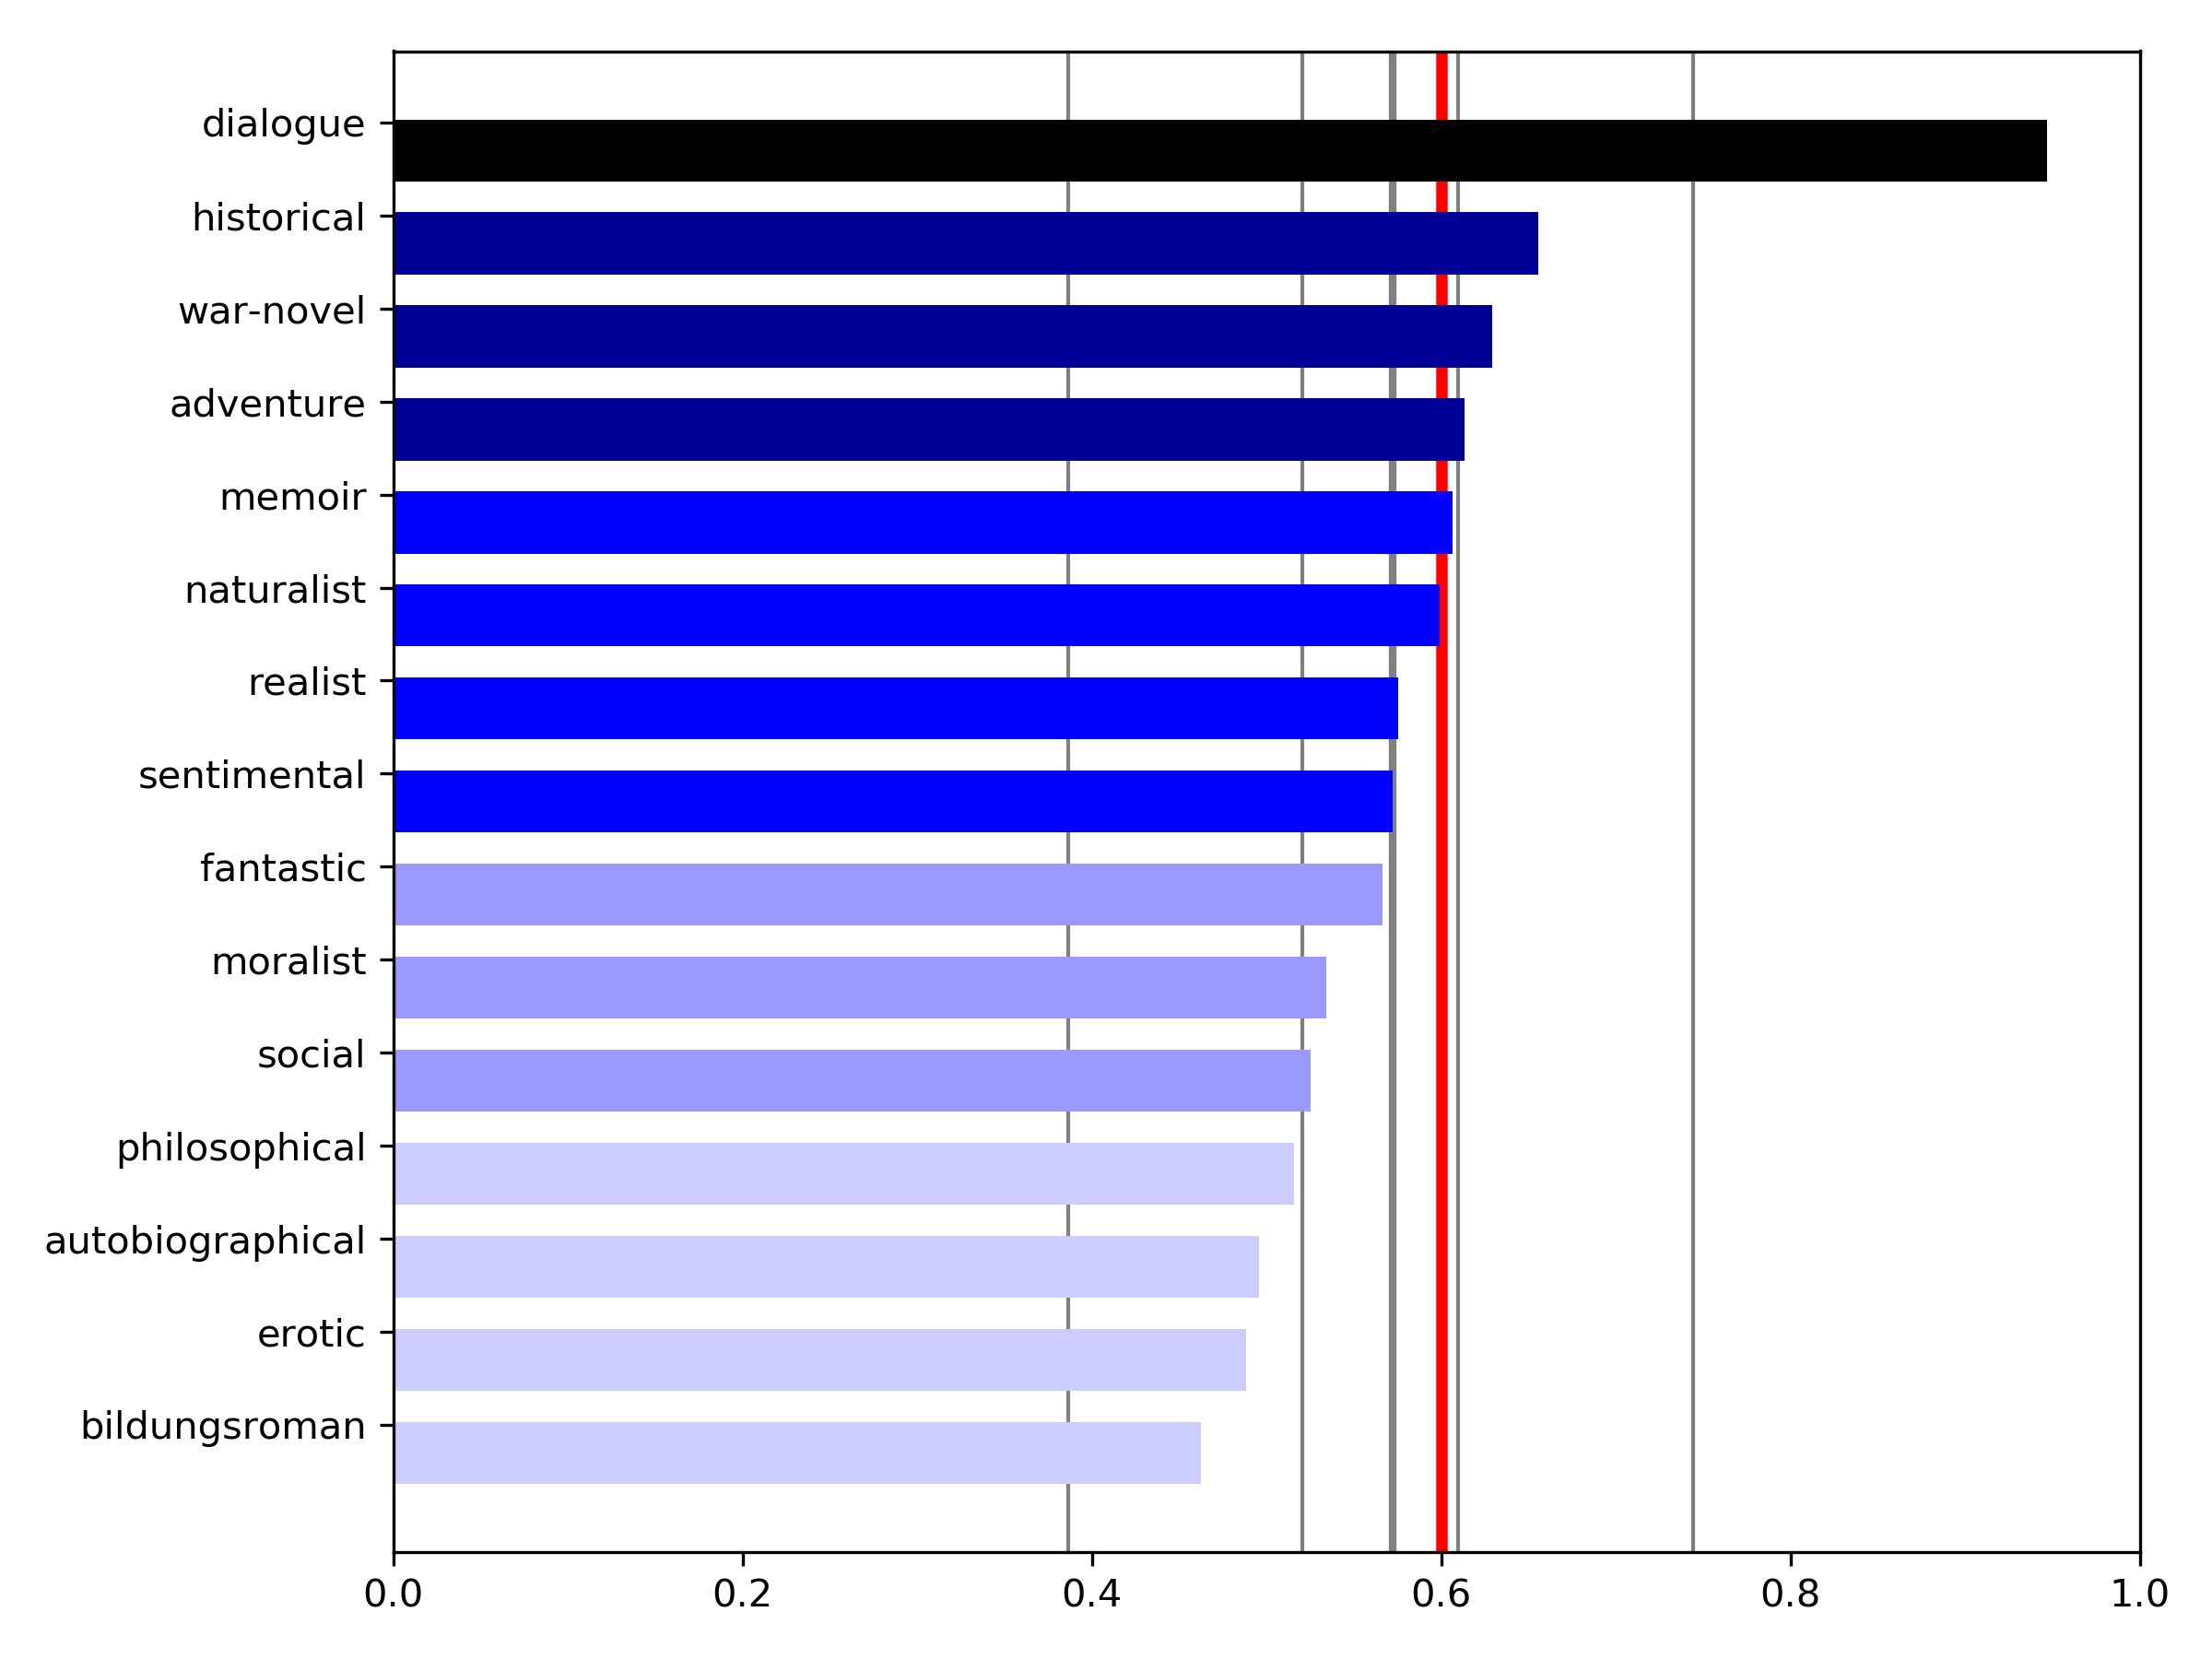 dialogue
historical
war-novel
adventure
memoir
naturalist
realist
sentimental
fantastic
moralist
social
philosophical
autobiographical
erotic
bildungsroman
0.0 0.2 0.4 0.6 0.8 1.0